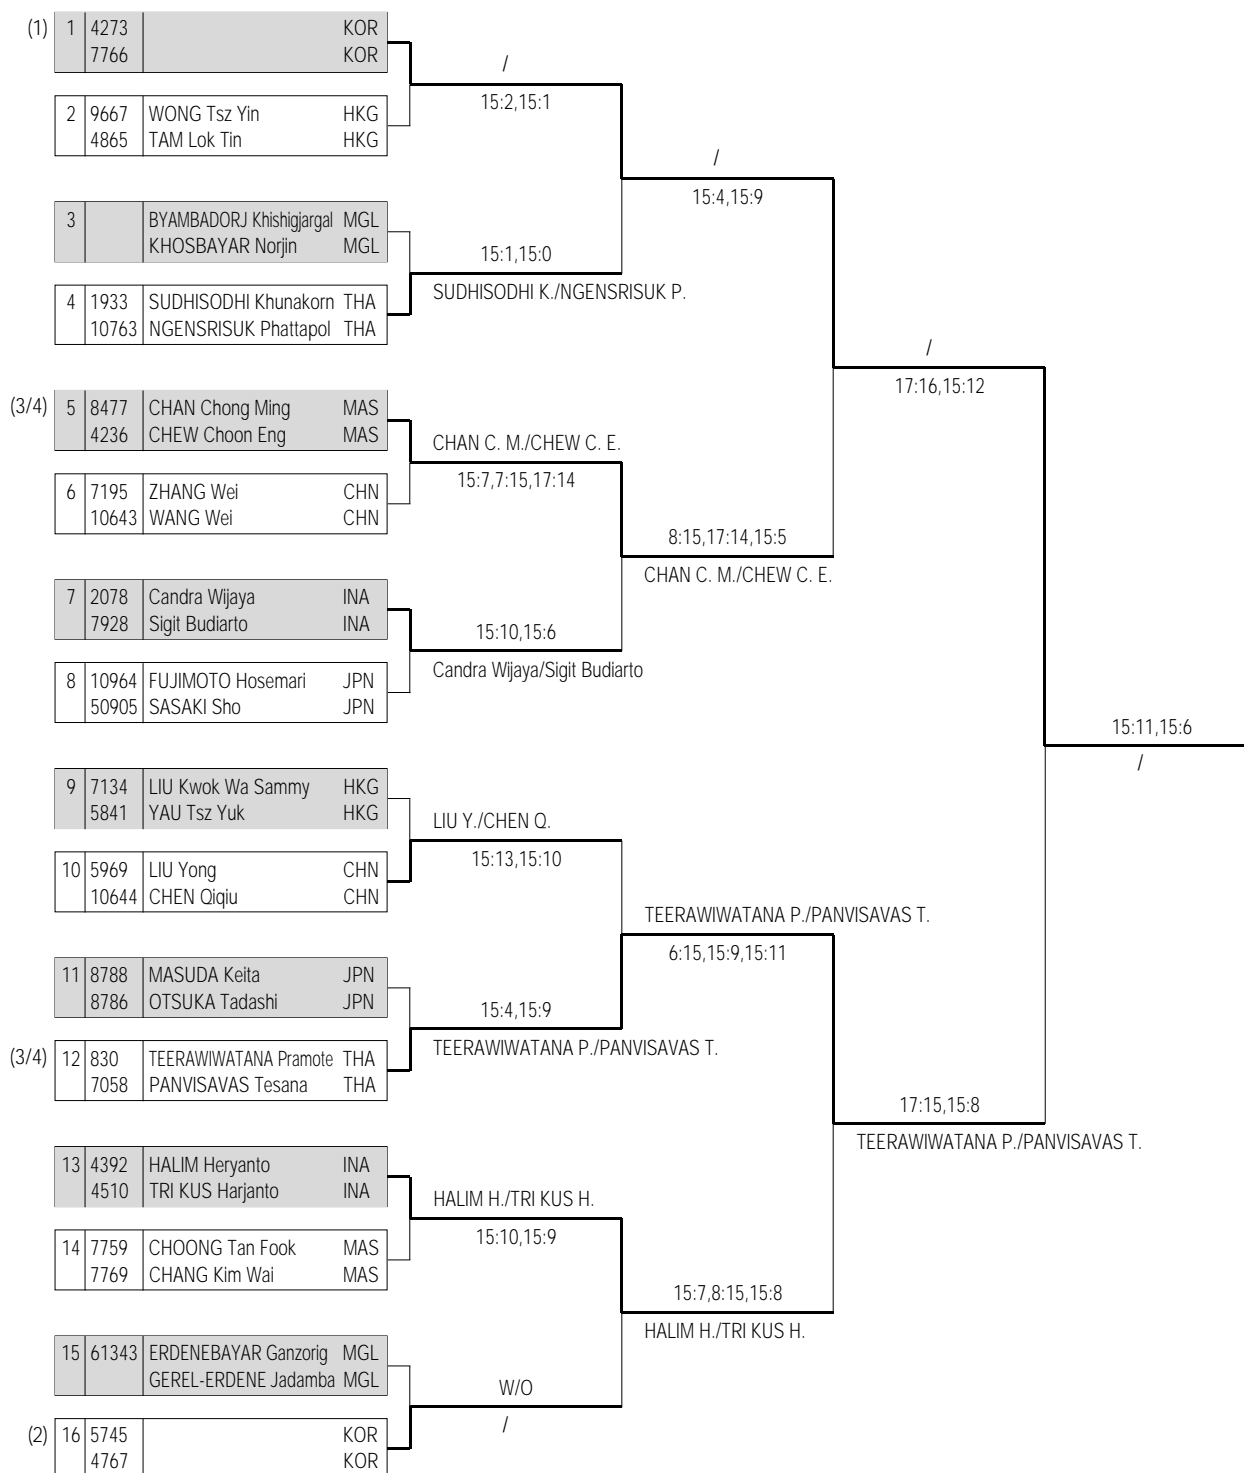 (1) 1 4273 KOR
7766 KOR
/
15:2,15:1
2 9667 WONG Tsz Yin HKG
4865 TAM Lok Tin HKG
/
15:4,15:9
3 BYAMBADORJ Khishigjargal MGL
KHOSBAYAR Norjin MGL
15:1,15:0
SUDHISODHI K./NGENSRISUK P.
4 1933 SUDHISODHI Khunakorn THA
10763 NGENSRISUK Phattapol THA
/
17:16,15:12
(3/4) 5 8477 CHAN Chong Ming MAS
4236 CHEW Choon Eng MAS
CHAN C. M./CHEW C. E.
15:7,7:15,17:14
6 7195 ZHANG Wei CHN
10643 WANG Wei CHN
8:15,17:14,15:5
CHAN C. M./CHEW C. E.
7 2078 Candra Wijaya INA
7928 Sigit Budiarto INA
15:10,15:6
Candra Wijaya/Sigit Budiarto
8 10964 FUJIMOTO Hosemari JPN
50905 SASAKI Sho JPN
15:11,15:6
/
9 7134 LIU Kwok Wa Sammy HKG
5841 YAU Tsz Yuk HKG
LIU Y./CHEN Q.
15:13,15:10
10 5969 LIU Yong CHN
10644 CHEN Qiqiu CHN
TEERAWIWATANA P./PANVISAVAS T.
6:15,15:9,15:11
11 8788 MASUDA Keita JPN
8786 OTSUKA Tadashi JPN
15:4,15:9
TEERAWIWATANA P./PANVISAVAS T.
(3/4) 12 830 TEERAWIWATANA Pramote THA
7058 PANVISAVAS Tesana THA
17:15,15:8
TEERAWIWATANA P./PANVISAVAS T.
13 4392 HALIM Heryanto INA
4510 TRI KUS Harjanto INA
HALIM H./TRI KUS H.
15:10,15:9
14 7759 CHOONG Tan Fook MAS
7769 CHANG Kim Wai MAS
15:7,8:15,15:8
HALIM H./TRI KUS H.
15 61343 ERDENEBAYAR Ganzorig MGL
GEREL-ERDENE Jadamba MGL
W/O
/
(2) 16 5745 KOR
4767 KOR